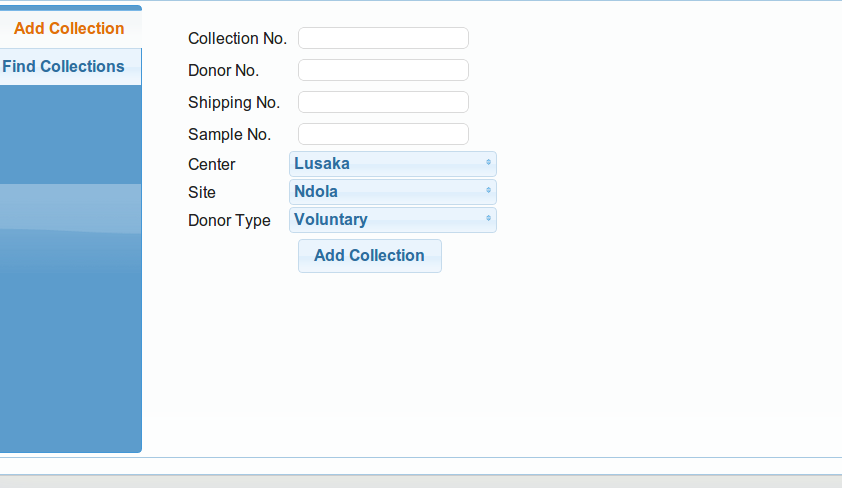 Add Collection
Find Collections
Collection No.
Donor No.
Shipping No.
Sample No.
Center Lusaka
Site Ndola
Donor Type Voluntary
Add Collection